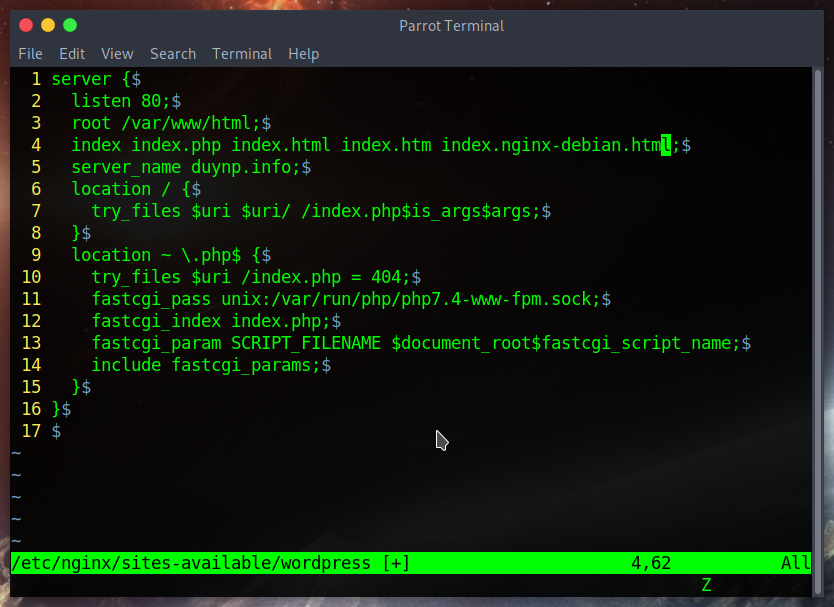 Parrot Terminal
File Edit View Search Terminal Help
1 server {$
2   listen 80;$
3   root /var/www/html;$
4   index index.php index.html index.htm index.nginx-debian.html;$
5   server_name duynp.info;$
6   location / {$
7     try_files $uri $uri/ /index.php$is_args$args;$
8   }$
9   location ~ \.php$ {$
10     try_files $uri /index.php = 404;$
11     fastcgi_pass unix:/var/run/php/php7.4-www-fpm.sock;$
12     fastcgi_index index.php;$
13     fastcgi_param SCRIPT_FILENAME $document_root$fastcgi_script_name;$
14     include fastcgi_params;$
15   }$
16 }$
17 $
~
~
~
~
~
/etc/nginx/sites-available/wordpress [+] 4,62 All
Z